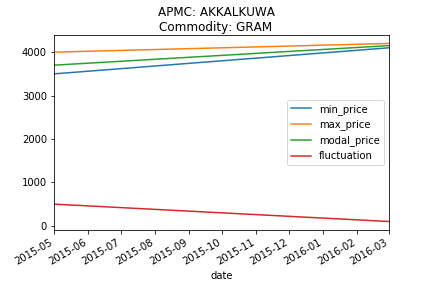 APMC: AKKALKUWA
Commodity: GRAM
4000
3000
2000
1000
0
min_price
max_price
modal_price
fluctuation
2015-05
2015-06
2015-07
2015-08
2015-09
2015-10
2015-11
2015-12
2016-01
2016-02
2016-03
date